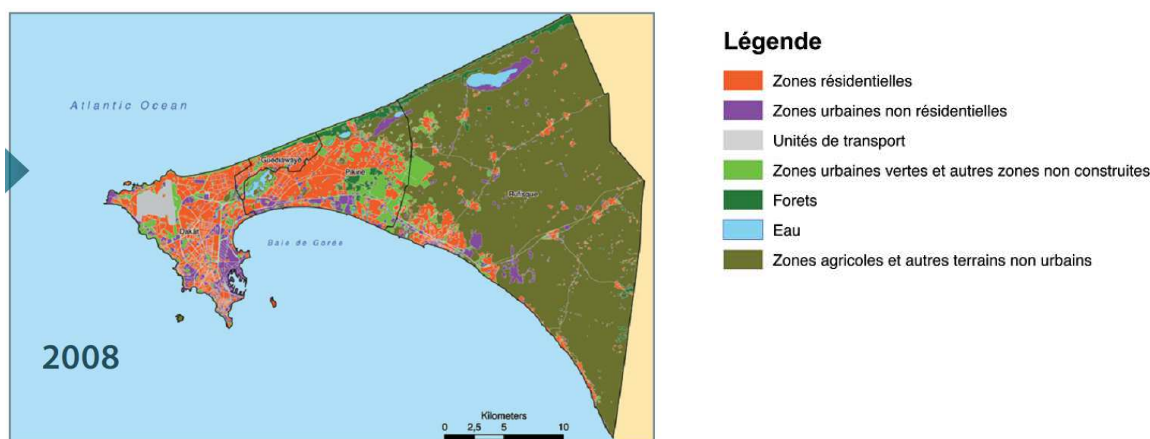 Atlantic Ocean
Guédiawaye
Pikine
Rufisque
Dakar
Baie de Gorée
2008
Kilometers
0 2,5 5 10
Légende
Zones résidentielles
Zones urbaines non résidentielles
Unités de transport
Zones urbaines vertes et autres zones non construites
Forets
Eau
Zones agricoles et autres terrains non urbains